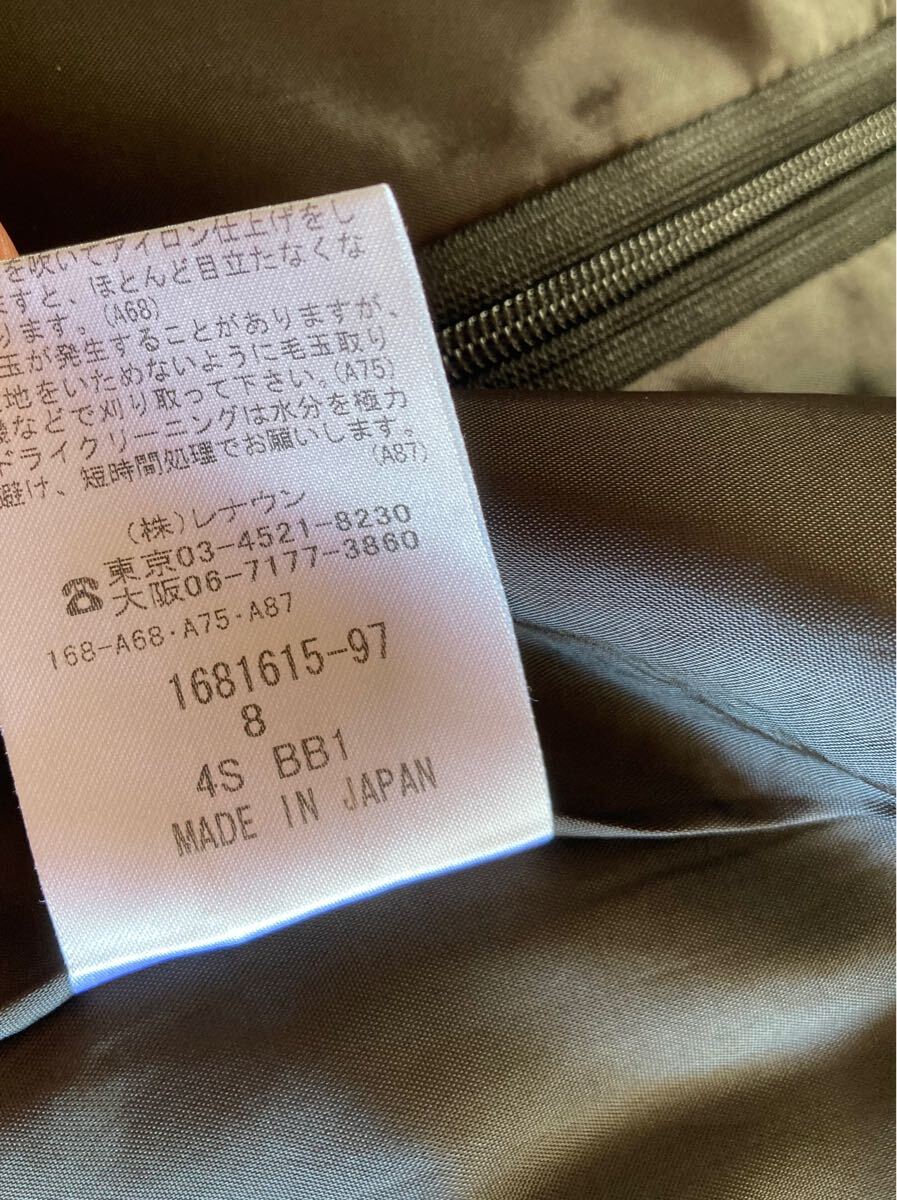 を吹いてアイロン仕上げをし
ますと、ほとんど目立たなくな
ります。(A68)
玉が発生することがありますが、
地をいためないように毛玉取り
機などで刈り取って下さい。(A75)
ドライクリーニングは水分を極力
避け、短時間処理でお願いします。
(A87)
(株)レナウン
東京03-4521-8230
☎大阪06-7177-3860
168-A68・A75・A87
1681615-97
8
4S BB1
MADE IN JAPAN